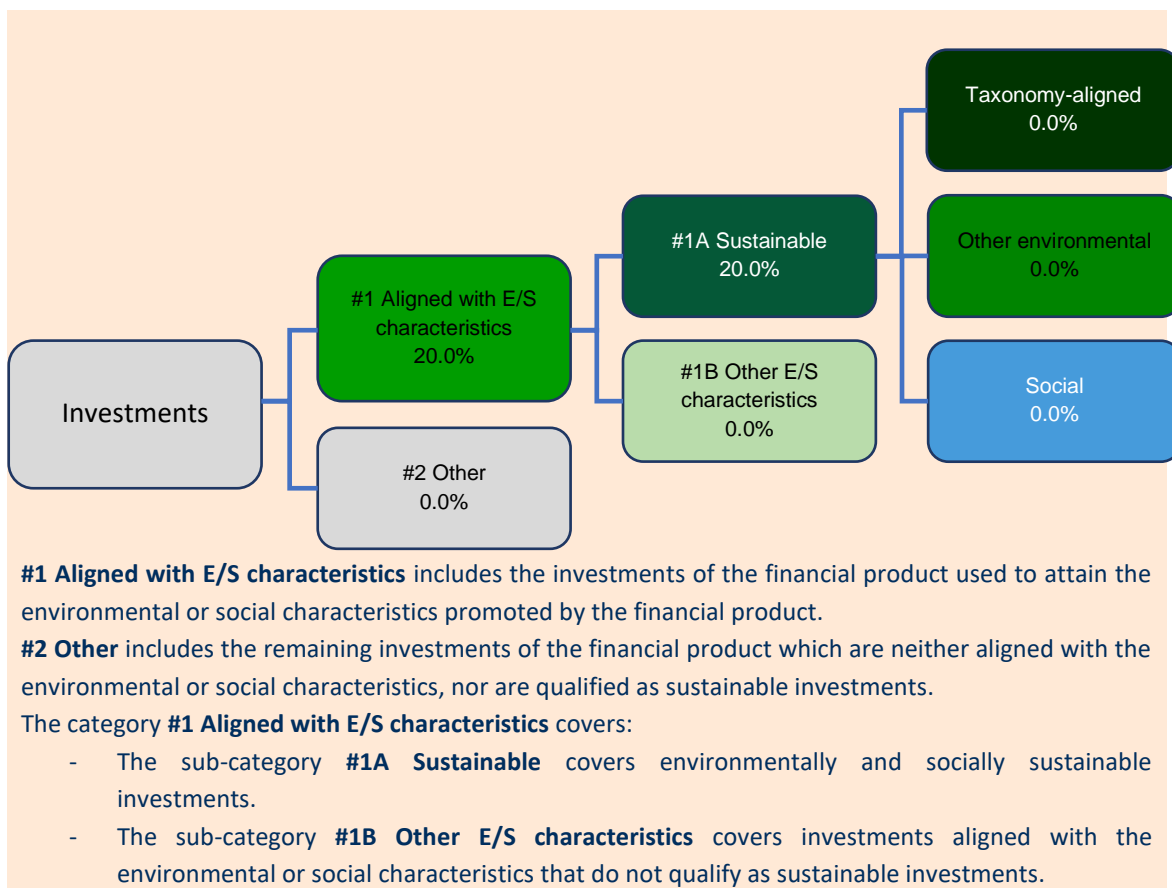 Taxonomy-aligned
0.0%
#1A Sustainable
20.0%
Other environmental
0.0%
#1 Aligned with E/S
characteristics
20.0%
#1B Other E/S
characteristics
0.0%
Social
0.0%
Investments
#2 Other
0.0%
#1 Aligned with E/S characteristics includes the investments of the financial product used to attain the
environmental or social characteristics promoted by the financial product.
#2 Other includes the remaining investments of the financial product which are neither aligned with the
environmental or social characteristics, nor are qualified as sustainable investments.
The category #1 Aligned with E/S characteristics covers:
- The sub-category #1A Sustainable covers environmentally and socially sustainable
investments.
- The sub-category #1B Other E/S characteristics covers investments aligned with the
environmental or social characteristics that do not qualify as sustainable investments.